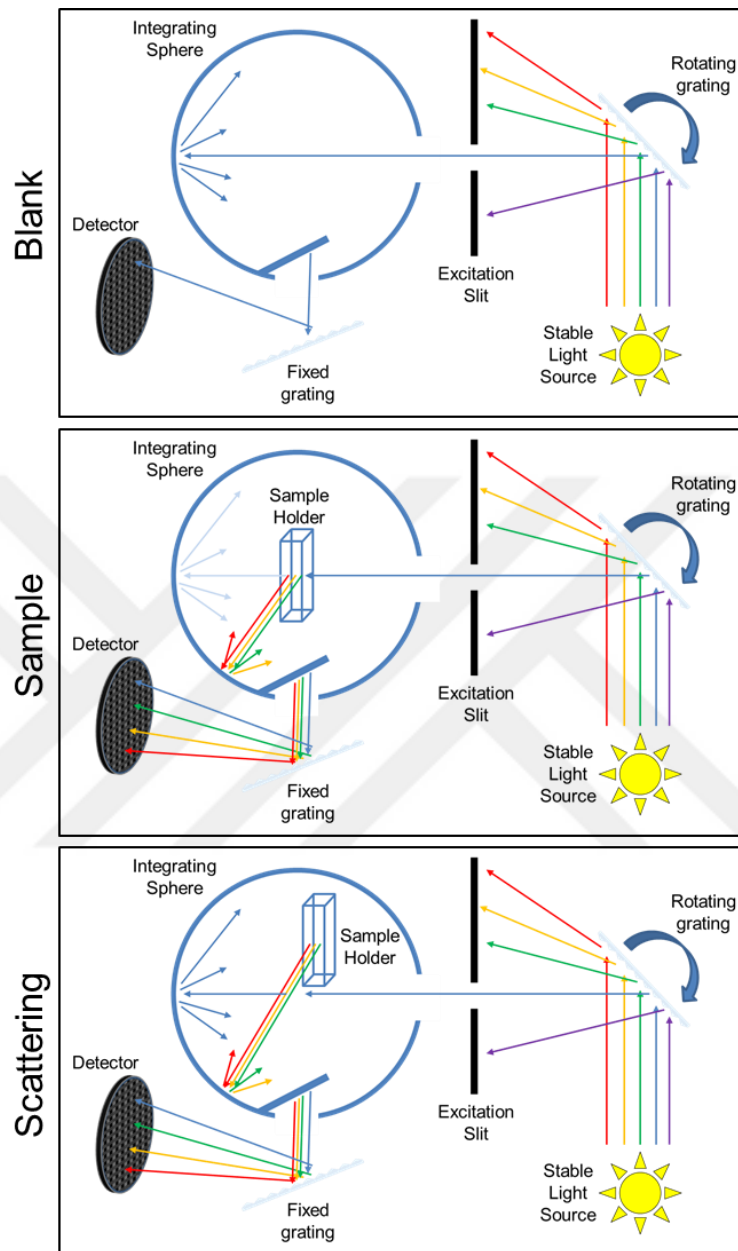 Blank
Integrating
Sphere
Rotating
grating
Detector
Excitation
Slit
Fixed
grating
Stable
Light
Source
Sample
Integrating
Sphere
Sample
Holder
Rotating
grating
Detector
Excitation
Slit
Fixed
grating
Stable
Light
Source
Scattering
Integrating
Sphere
Sample
Holder
Rotating
grating
Detector
Excitation
Slit
Fixed
grating
Stable
Light
Source